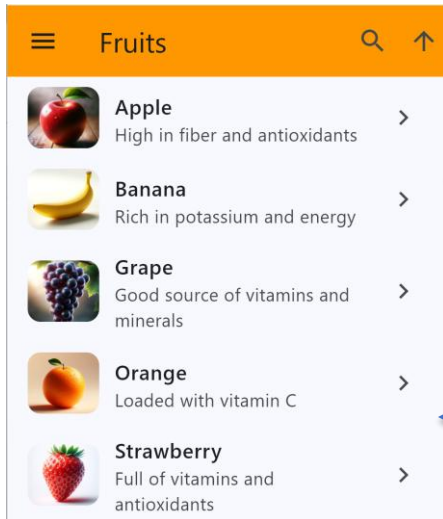 Fruits
Apple
High in fiber and antioxidants
Banana
Rich in potassium and energy
Grape
Good source of vitamins and
minerals
Orange
Loaded with vitamin C
Strawberry
Full of vitamins and
antioxidants